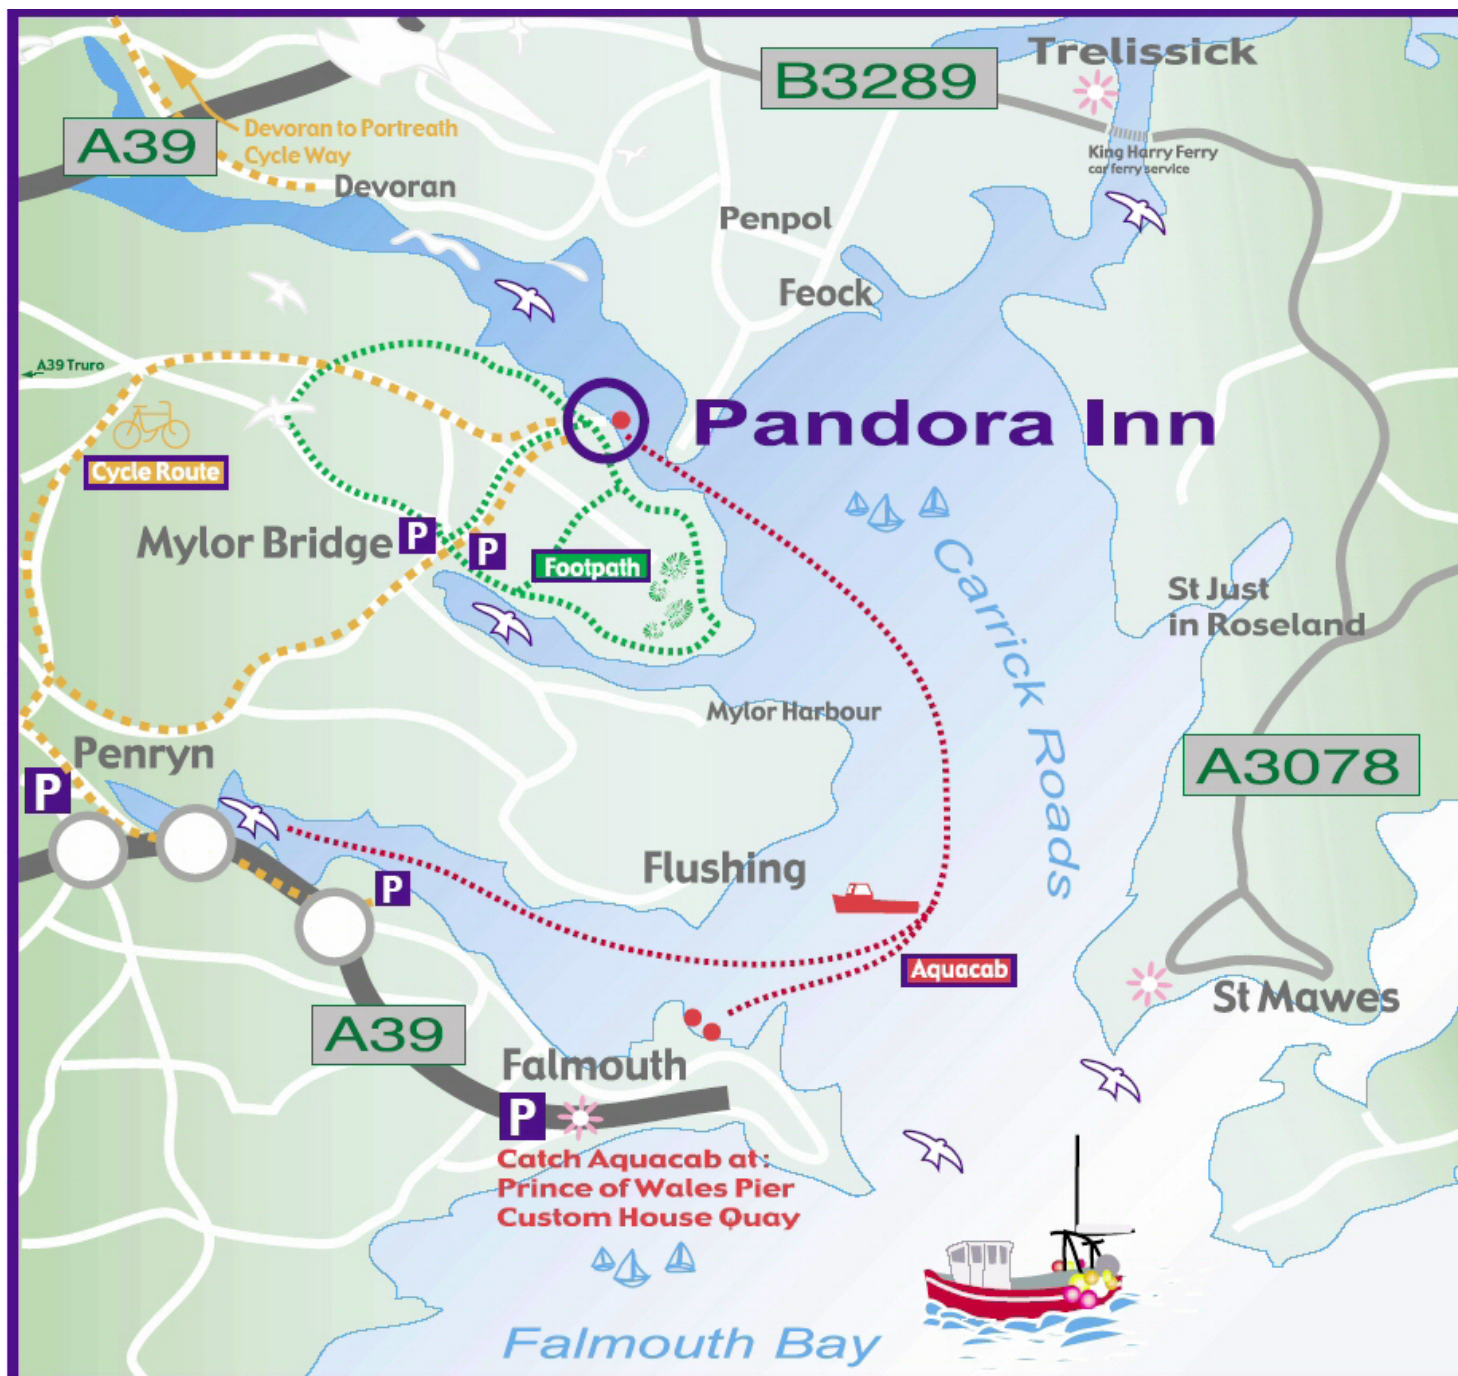 Trelissick
B3289
A39
Devoran to Portreath
Cycle Way
King Harry Ferry
car ferry service
Devoran
Penpol
Feock
A39 Truro
Pandora Inn
Cycle Route
Mylor Bridge
P
P
Footpath
Carrick Roads
St Just
in Roseland
Mylor Harbour
Penryn
P
A3078
Flushing
P
Aquacab
St Mawes
A39
Falmouth
P
Catch Aquacab at:
Prince of Wales Pier
Custom House Quay
Falmouth Bay